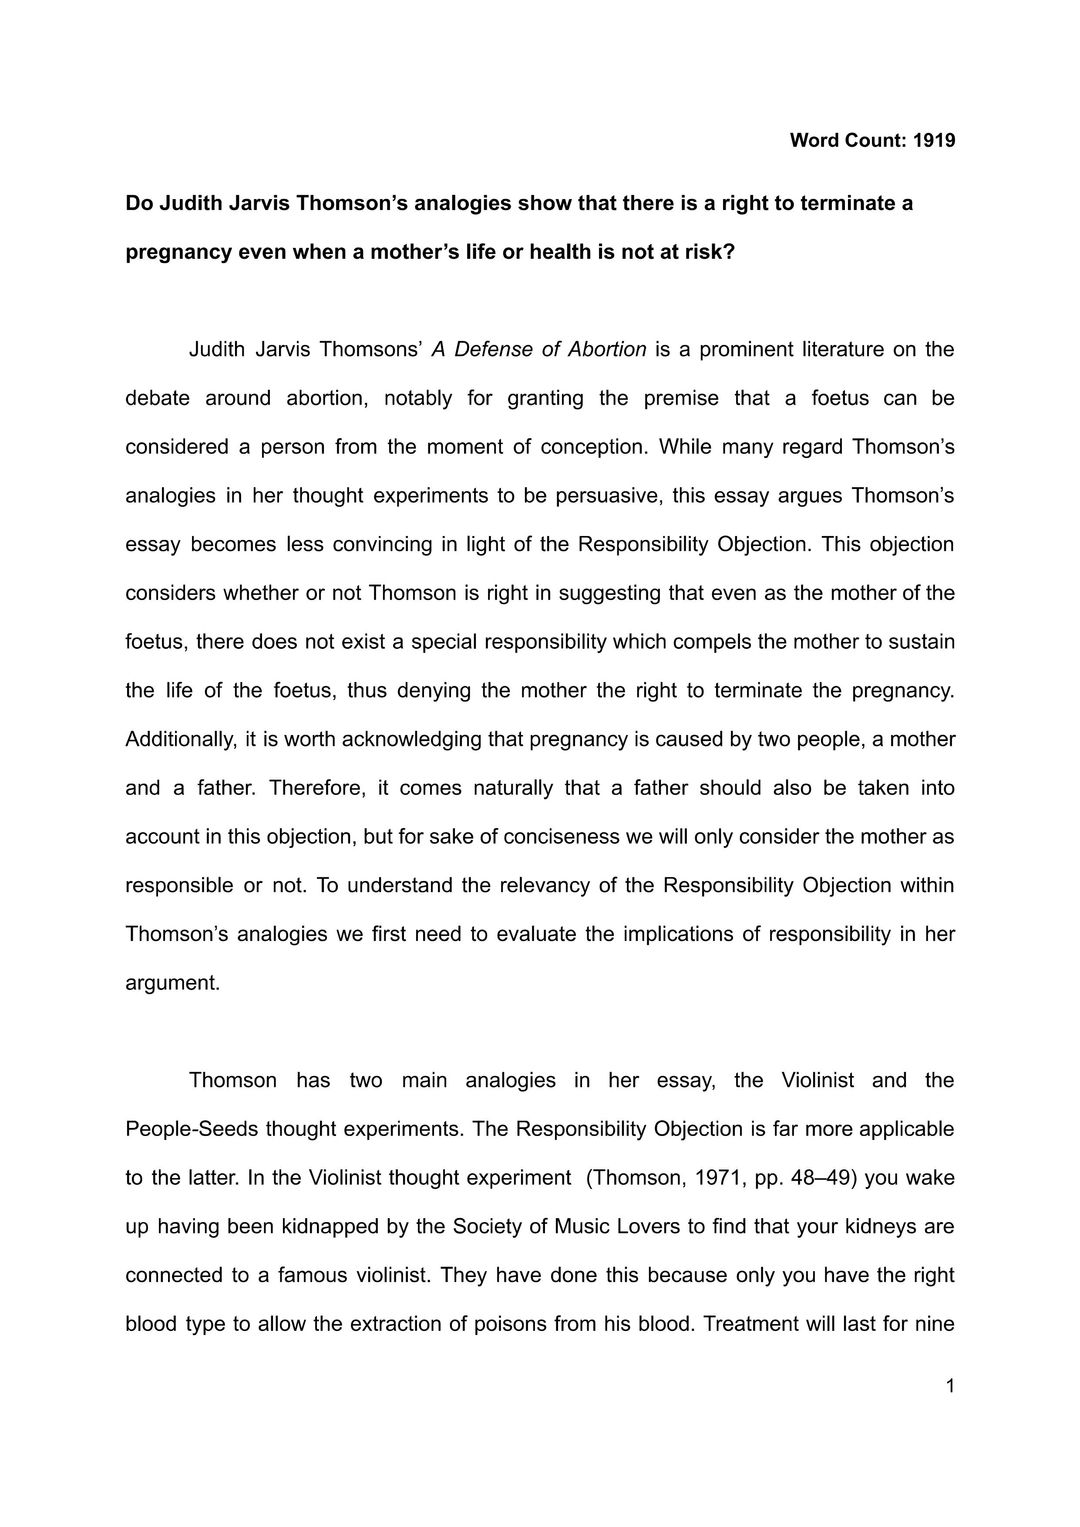 Word Count: 1919
Do Judith Jarvis Thomson’s analogies show that there is a right to terminate a
pregnancy even when a mother’s life or health is not at risk?
Judith Jarvis Thomsons’ A Defense of Abortion is a prominent literature on the
debate around abortion, notably for granting the premise that a foetus can be
considered a person from the moment of conception. While many regard Thomson’s
analogies in her thought experiments to be persuasive, this essay argues Thomson’s
essay becomes less convincing in light of the Responsibility Objection. This objection
considers whether or not Thomson is right in suggesting that even as the mother of the
foetus, there does not exist a special responsibility which compels the mother to sustain
the life of the foetus, thus denying the mother the right to terminate the pregnancy.
Additionally, it is worth acknowledging that pregnancy is caused by two people, a mother
and a father. Therefore, it comes naturally that a father should also be taken into
account in this objection, but for sake of conciseness we will only consider the mother as
responsible or not. To understand the relevancy of the Responsibility Objection within
Thomson’s analogies we first need to evaluate the implications of responsibility in her
argument.
Thomson has two main analogies in her essay, the Violinist and the
People-Seeds thought experiments. The Responsibility Objection is far more applicable
to the latter. In the Violinist thought experiment (Thomson, 1971, pp. 48–49) you wake
up having been kidnapped by the Society of Music Lovers to find that your kidneys are
connected to a famous violinist. They have done this because only you have the right
blood type to allow the extraction of poisons from his blood. Treatment will last for nine
1